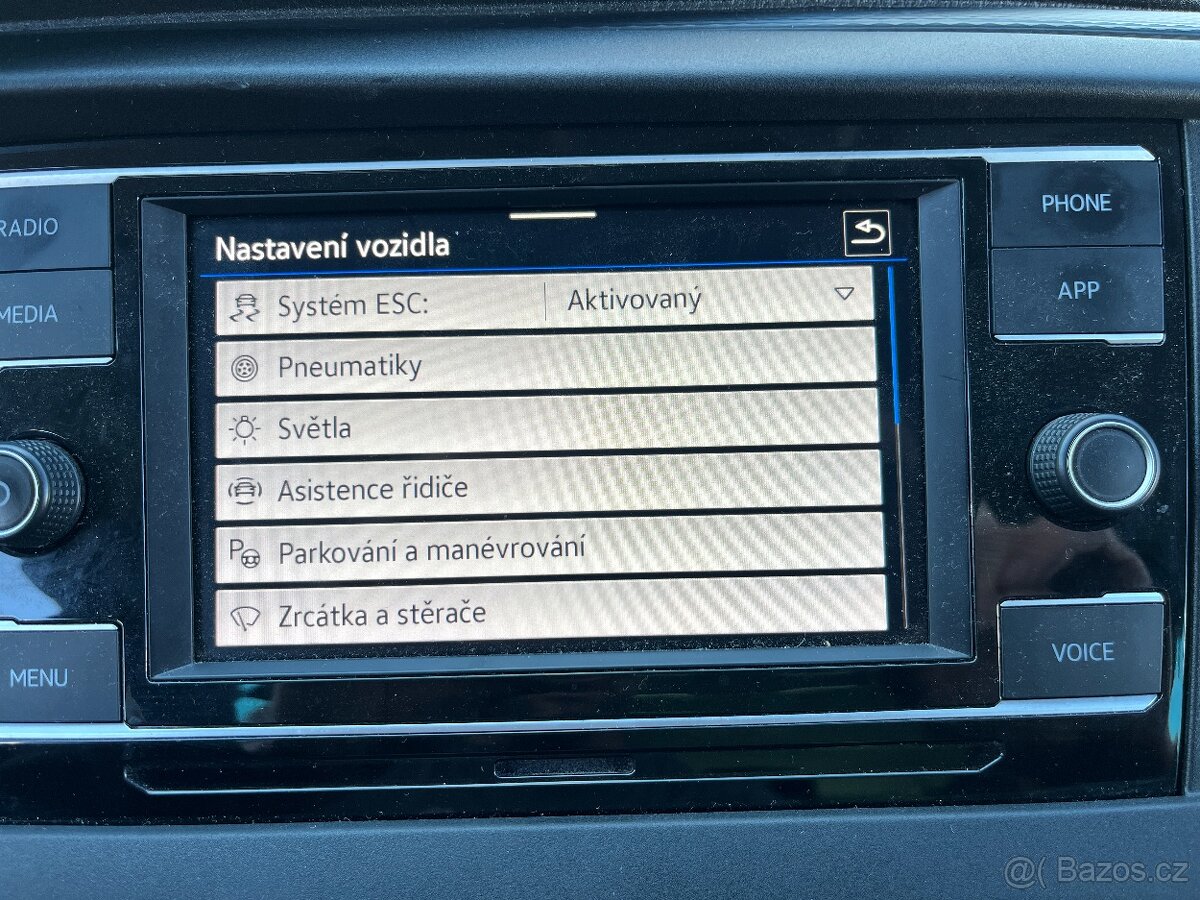 RADIO
MEDIA
MENU
Nastavení vozidla
Systém ESC: Aktivovaný
Pneumatiky
Světla
Asistence řidiče
P Parkování a manévrování
Zrcátka a stěrače
PHONE
APP
VOICE
@( Bazos.cz